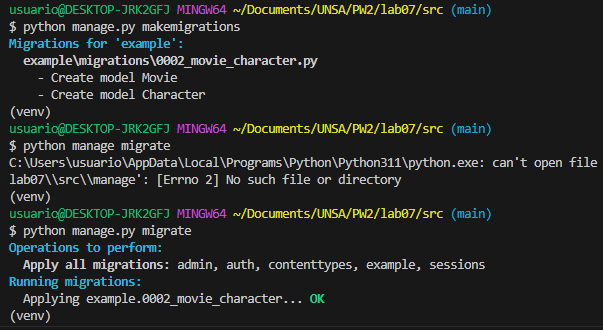 usuario@DESKTOP-JRK2GFJ MINGW64 ~/Documents/UNSA/PW2/lab07/src (main)
$ python manage.py makemigrations
Migrations for 'example':
  example\migrations\0002_movie_character.py
    - Create model Movie
    - Create model Character
(venv)
usuario@DESKTOP-JRK2GFJ MINGW64 ~/Documents/UNSA/PW2/lab07/src (main)
$ python manage migrate
C:\Users\usuario\AppData\Local\Programs\Python\Python311\python.exe: can't open file
lab07\\src\\manage': [Errno 2] No such file or directory
(venv)
usuario@DESKTOP-JRK2GFJ MINGW64 ~/Documents/UNSA/PW2/lab07/src (main)
$ python manage.py migrate
Operations to perform:
  Apply all migrations: admin, auth, contenttypes, example, sessions
Running migrations:
  Applying example.0002_movie_character... OK
(venv)